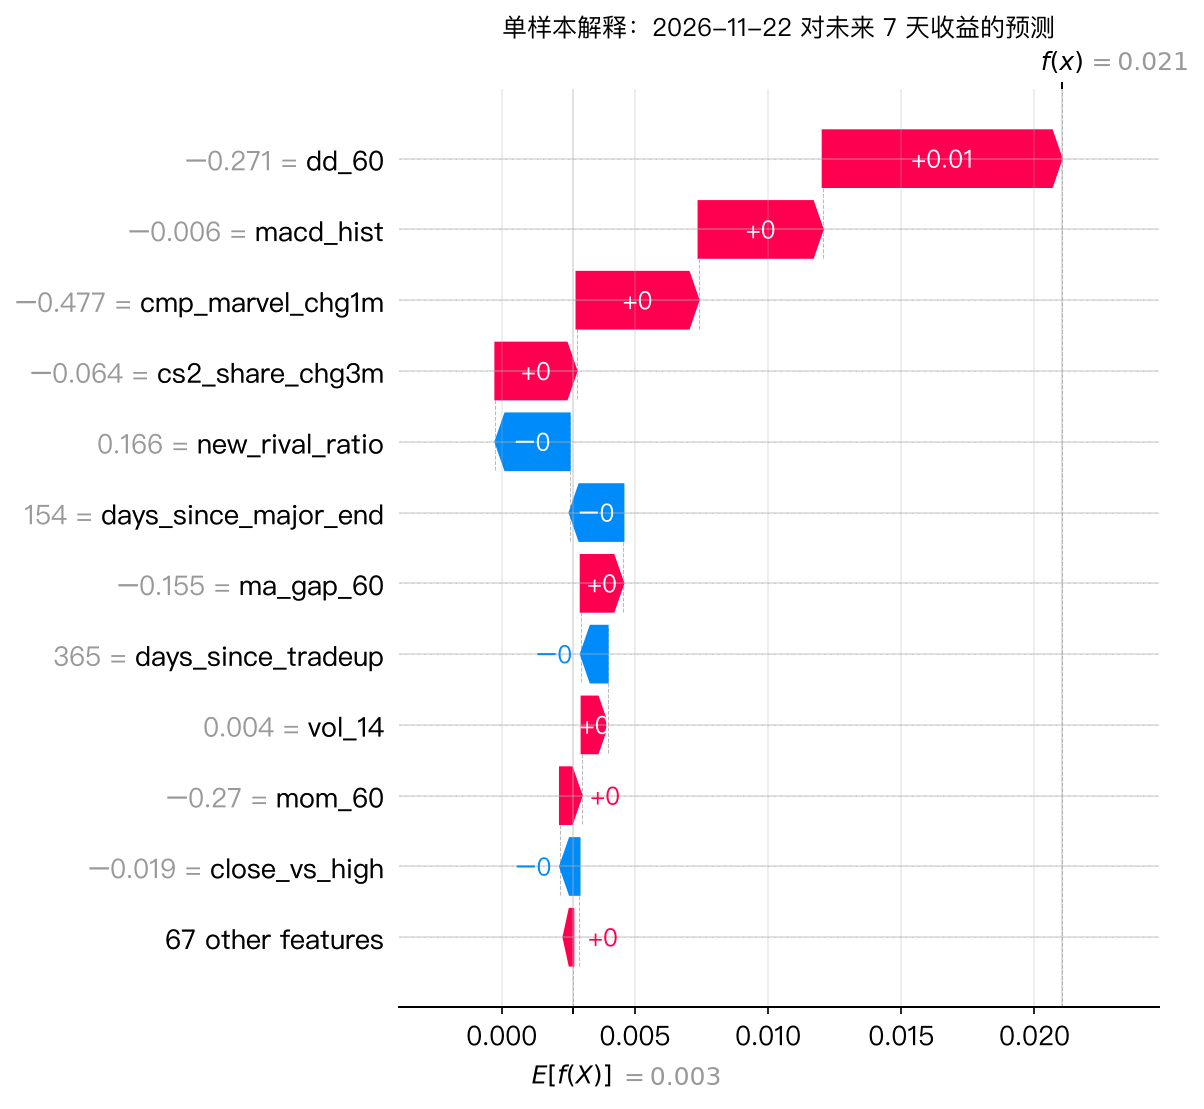 单样本解释：2026−11−22 对未来 7 天收益的预测
f(x) = 0.021
−0.271 = dd_60
+0.01
−0.006 = macd_hist
+0
−0.477 = cmp_marvel_chg1m
+0
−0.064 = cs2_share_chg3m
+0
0.166 = new_rival_ratio
−0
154 = days_since_major_end
−0
−0.155 = ma_gap_60
+0
365 = days_since_tradeup
−0
0.004 = vol_14
+0
−0.27 = mom_60
+0
−0.019 = close_vs_high
−0
67 other features
+0
0.000 0.005 0.010 0.015 0.020
E[f(X)] = 0.003